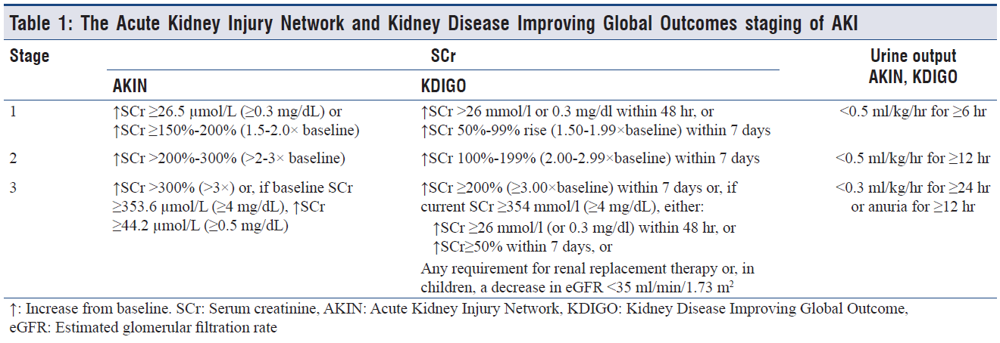 Table 1: The Acute Kidney Injury Network and Kidney Disease Improving Global Outcomes staging of AKI
Stage SCr Urine output
AKIN, KDIGO
AKIN KDIGO
1 ↑SCr ≥26.5 µmol/L (≥0.3 mg/dL) or ↑SCr >26 mmol/l or 0.3 mg/dl within 48 hr, or <0.5 ml/kg/hr for ≥6 hr
↑SCr ≥150%-200% (1.5-2.0× baseline) ↑SCr 50%-99% rise (1.50-1.99×baseline) within 7 days
2 ↑SCr >200%-300% (>2-3× baseline) ↑SCr 100%-199% (2.00-2.99×baseline) within 7 days <0.5 ml/kg/hr for ≥12 hr
3 ↑SCr >300% (>3×) or, if baseline SCr ↑SCr ≥200% (≥3.00×baseline) within 7 days or, if <0.3 ml/kg/hr for ≥24 hr
≥353.6 µmol/L (≥4 mg/dL), ↑SCr current SCr ≥354 mmol/l (≥4 mg/dL), either: or anuria for ≥12 hr
≥44.2 µmol/L (≥0.5 mg/dL) ↑SCr ≥26 mmol/l (or 0.3 mg/dl) within 48 hr, or
↑SCr≥50% within 7 days, or
Any requirement for renal replacement therapy or, in
children, a decrease in eGFR <35 ml/min/1.73 m²
↑: Increase from baseline. SCr: Serum creatinine, AKIN: Acute Kidney Injury Network, KDIGO: Kidney Disease Improving Global Outcome,
eGFR: Estimated glomerular filtration rate